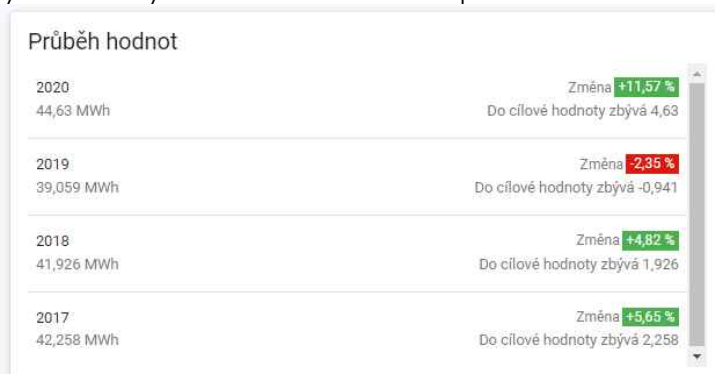 Průběh hodnot
2020
Změna +11,57 %
44,63 MWh
Do cílové hodnoty zbývá 4,63
2019
Změna -2,35 %
39,059 MWh
Do cílové hodnoty zbývá -0,941
2018
Změna +4,82 %
41,926 MWh
Do cílové hodnoty zbývá 1,926
2017
Změna +5,65 %
42,258 MWh
Do cílové hodnoty zbývá 2,258